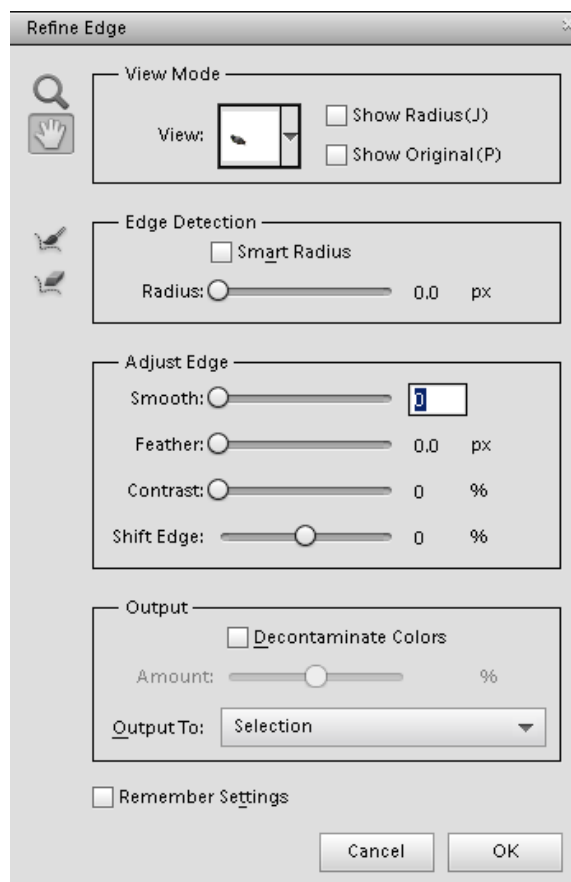 Refine Edge
View Mode
View:
Show Radius(J)
Show Original(P)
Edge Detection
Smart Radius
Radius: 0.0 px
Adjust Edge
Smooth: 0
Feather: 0.0 px
Contrast: 0 %
Shift Edge: 0 %
Output
Decontaminate Colors
Amount: %
Output To: Selection
Remember Settings
Cancel OK